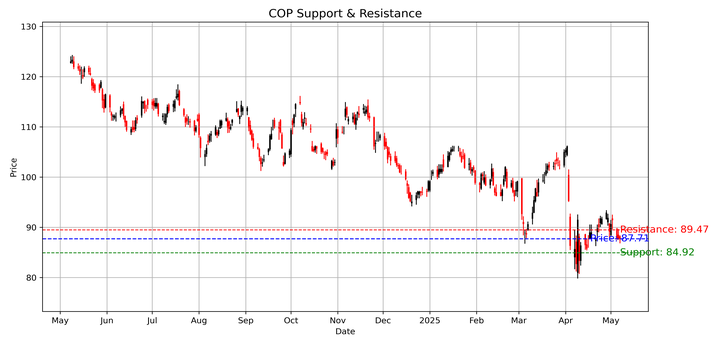 COP Support & Resistance
130
120
110
100
90
80
Price
Resistance: 89.47
Price: 87.71
Support: 84.92
May Jun Jul Aug Sep Oct Nov Dec 2025 Feb Mar Apr May
Date